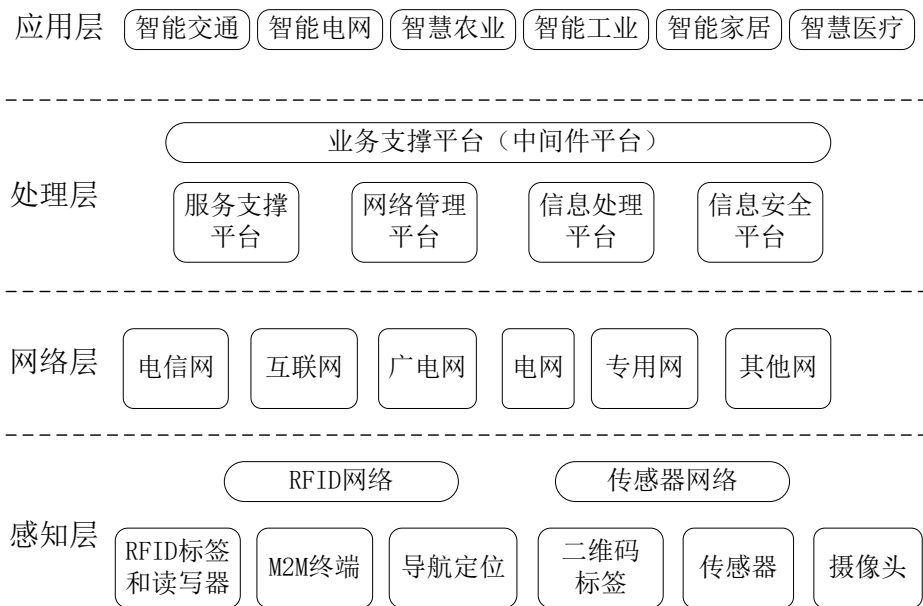 应用层 智能交通 智能电网 智慧农业 智能工业 智能家居 智慧医疗
业务支撑平台（中间件平台）
处理层
服务支撑 网络管理 信息处理 信息安全
平台 平台 平台 平台
网络层 电信网 互联网 广电网 电网 专用网 其他网
RFID网络 传感器网络
感知层
RFID标签 二维码
M2M终端 导航定位 传感器 摄像头
和读写器 标签